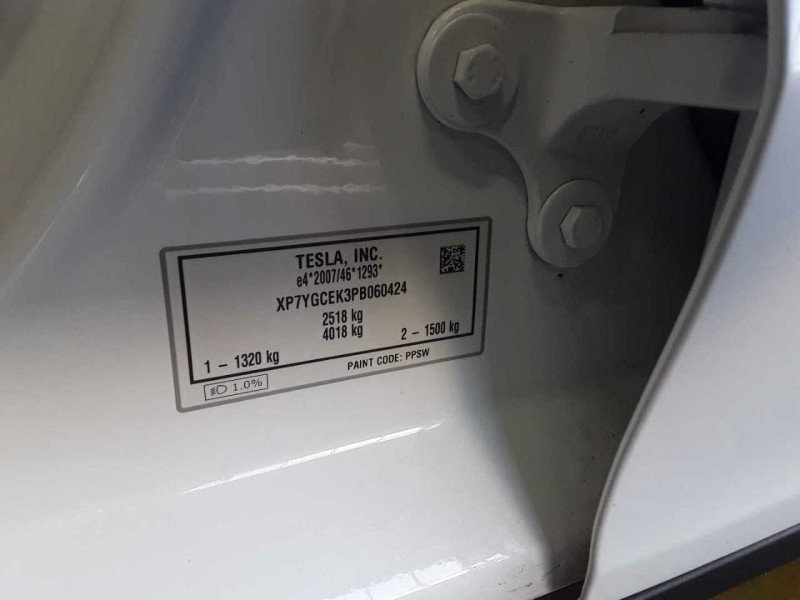 TESLA, INC.
e4*2007/46*1293*
XP7YGCEK3PB060424
2518 kg
4018 kg
1 – 1320 kg
2 – 1500 kg
PAINT CODE: PPSW
1.0%